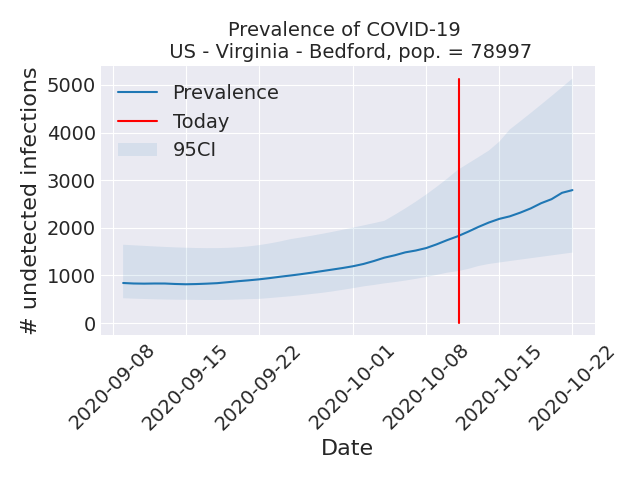 Prevalence of COVID-19
US - Virginia - Bedford, pop. = 78997
# undetected infections
5000
4000
3000
2000
1000
0
Prevalence
Today
95CI
2020-09-08
2020-09-15
2020-09-22
2020-10-01
2020-10-08
2020-10-15
2020-10-22
Date